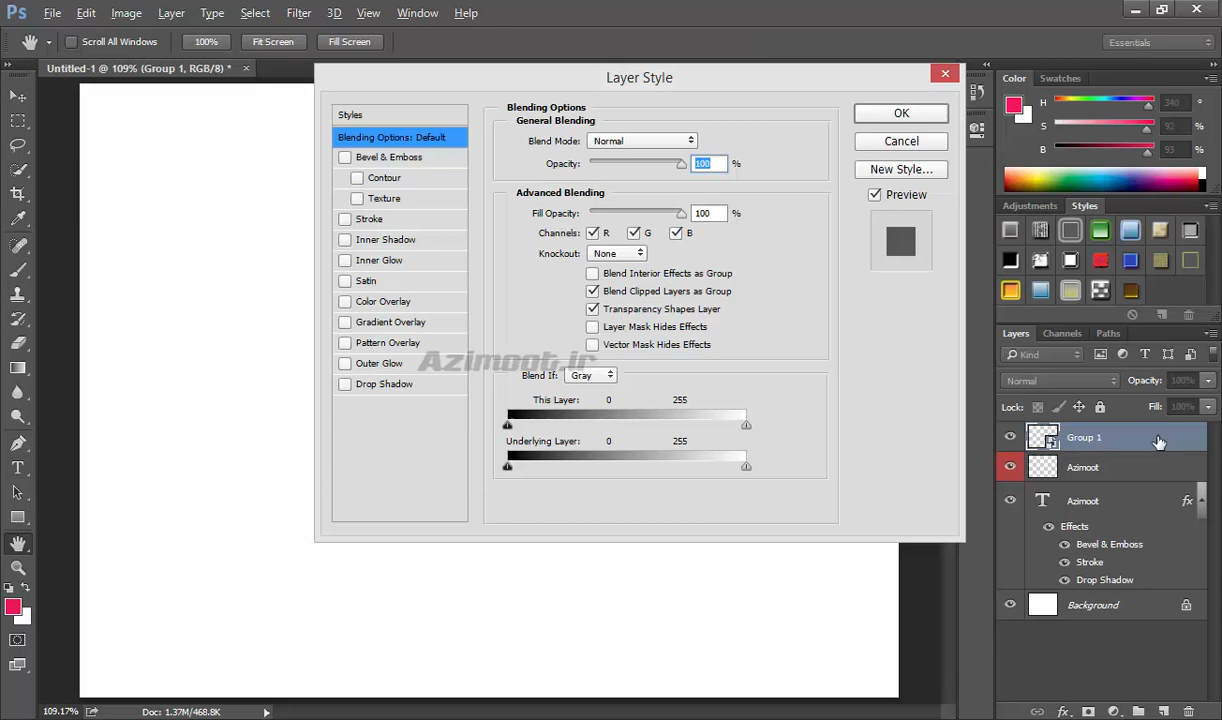 Ps File Edit Image Layer Type Select Filter 3D View Window Help
Scroll All Windows 100% Fit Screen Fill Screen Essentials
Untitled-1 @ 109% (Group 1, RGB/8) * ×
Layer Style
Styles
Blending Options: Default
Bevel & Emboss
Contour
Texture
Stroke
Inner Shadow
Inner Glow
Satin
Color Overlay
Gradient Overlay
Pattern Overlay
Outer Glow
Drop Shadow
Blending Options
General Blending
Blend Mode: Normal
Opacity: 100 %
Advanced Blending
Fill Opacity: 100 %
Channels: R G B
Knockout: None
Blend Interior Effects as Group
Blend Clipped Layers as Group
Transparency Shapes Layer
Layer Mask Hides Effects
Vector Mask Hides Effects
Azimoot.ir
Blend If: Gray
This Layer: 0 255
Underlying Layer: 0 255
OK
Cancel
New Style...
Preview
Color Swatches
H 340 °
S 92 %
B 93 %
Adjustments Styles
Layers Channels Paths
Kind
Normal Opacity: 100%
Lock: Fill: 100%
Group 1
Azimoot
Azimoot fx
Effects
Bevel & Emboss
Stroke
Drop Shadow
Background
109.17% Doc: 1.37M/468.8K